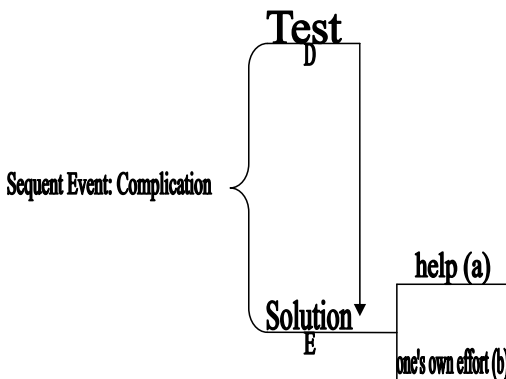 Test
D
Sequent Event: Complication
help (a)
Solution
E
one's own effort (b)